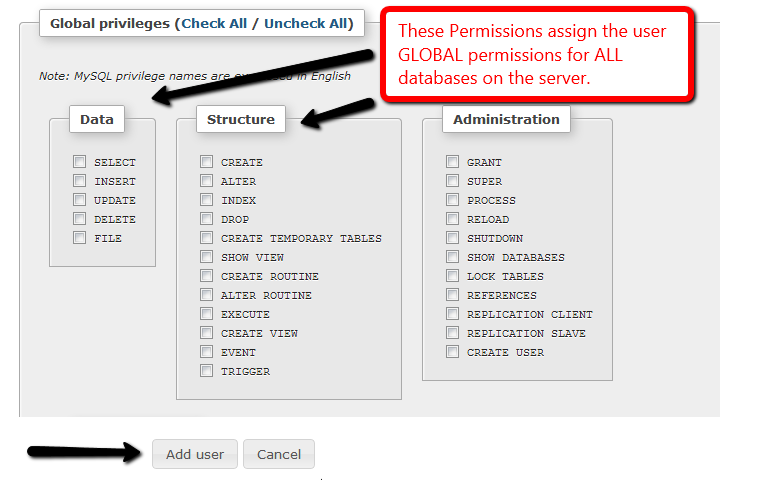 Global privileges (Check All / Uncheck All)
These Permissions assign the user
GLOBAL permissions for ALL
databases on the server.
Note: MySQL privilege names are expressed in English
Data
SELECT
INSERT
UPDATE
DELETE
FILE
Structure
CREATE
ALTER
INDEX
DROP
CREATE TEMPORARY TABLES
SHOW VIEW
CREATE ROUTINE
ALTER ROUTINE
EXECUTE
CREATE VIEW
EVENT
TRIGGER
Administration
GRANT
SUPER
PROCESS
RELOAD
SHUTDOWN
SHOW DATABASES
LOCK TABLES
REFERENCES
REPLICATION CLIENT
REPLICATION SLAVE
CREATE USER
Add user
Cancel